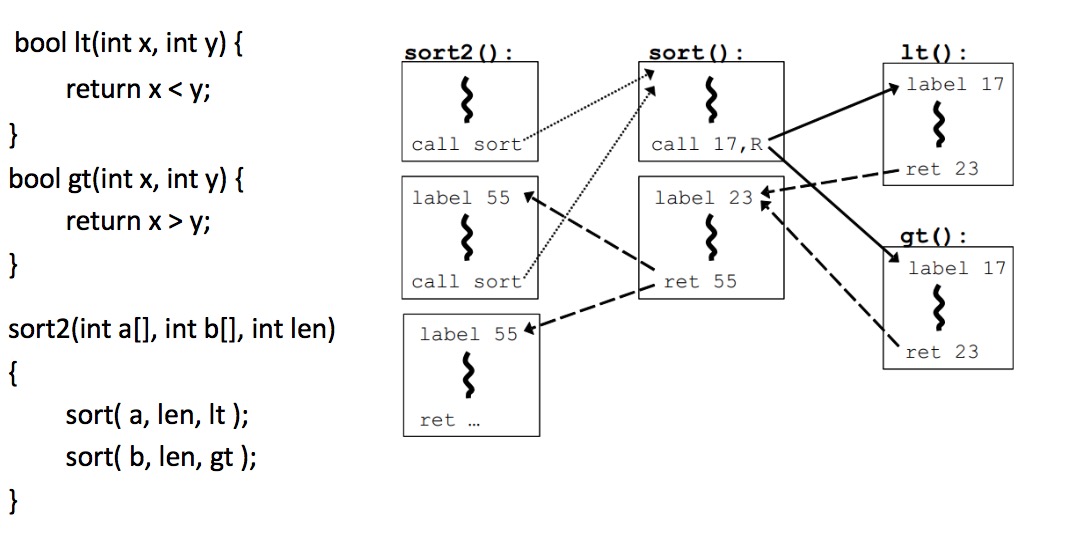 bool lt(int x, int y) {
return x < y;
}
bool gt(int x, int y) {
return x > y;
}
sort2(int a[], int b[], int len)
{
sort( a, len, lt );
sort( b, len, gt );
}
sort2():
call sort
label 55
call sort
label 55
ret ...
sort():
call 17,R
label 23
ret 55
lt():
label 17
ret 23
gt():
label 17
ret 23